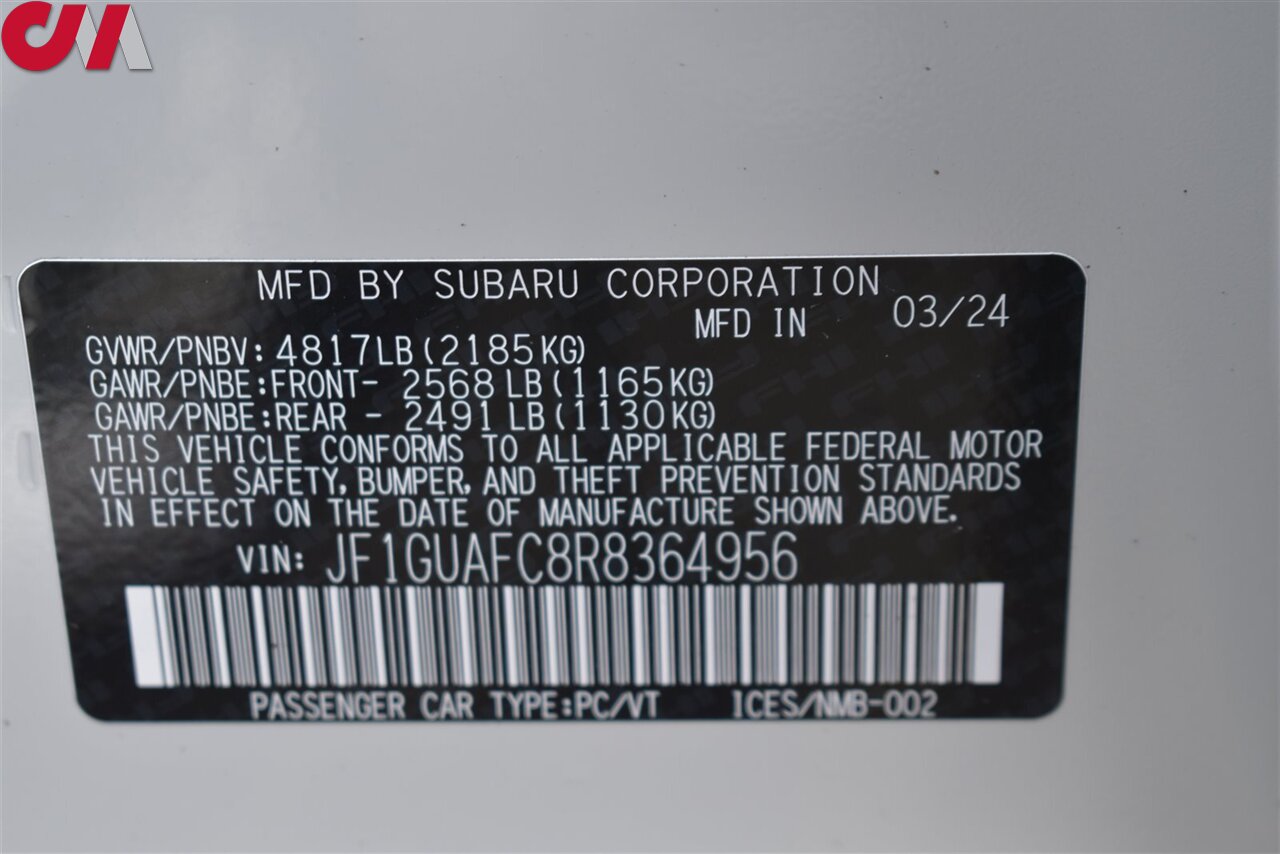 CM
MFD BY SUBARU CORPORATION
MFD IN 03/24
GVWR/PNBV: 4817LB (2185KG)
GAWR/PNBE:FRONT- 2568 LB (1165KG)
GAWR/PNBE:REAR - 2491 LB (1130KG)
THIS VEHICLE CONFORMS TO ALL APPLICABLE FEDERAL MOTOR
VEHICLE SAFETY, BUMPER, AND THEFT PREVENTION STANDARDS
IN EFFECT ON THE DATE OF MANUFACTURE SHOWN ABOVE.
VIN: JF1GUAFC8R8364956
PASSENGER CAR TYPE:PC/VT ICES/NMB-002